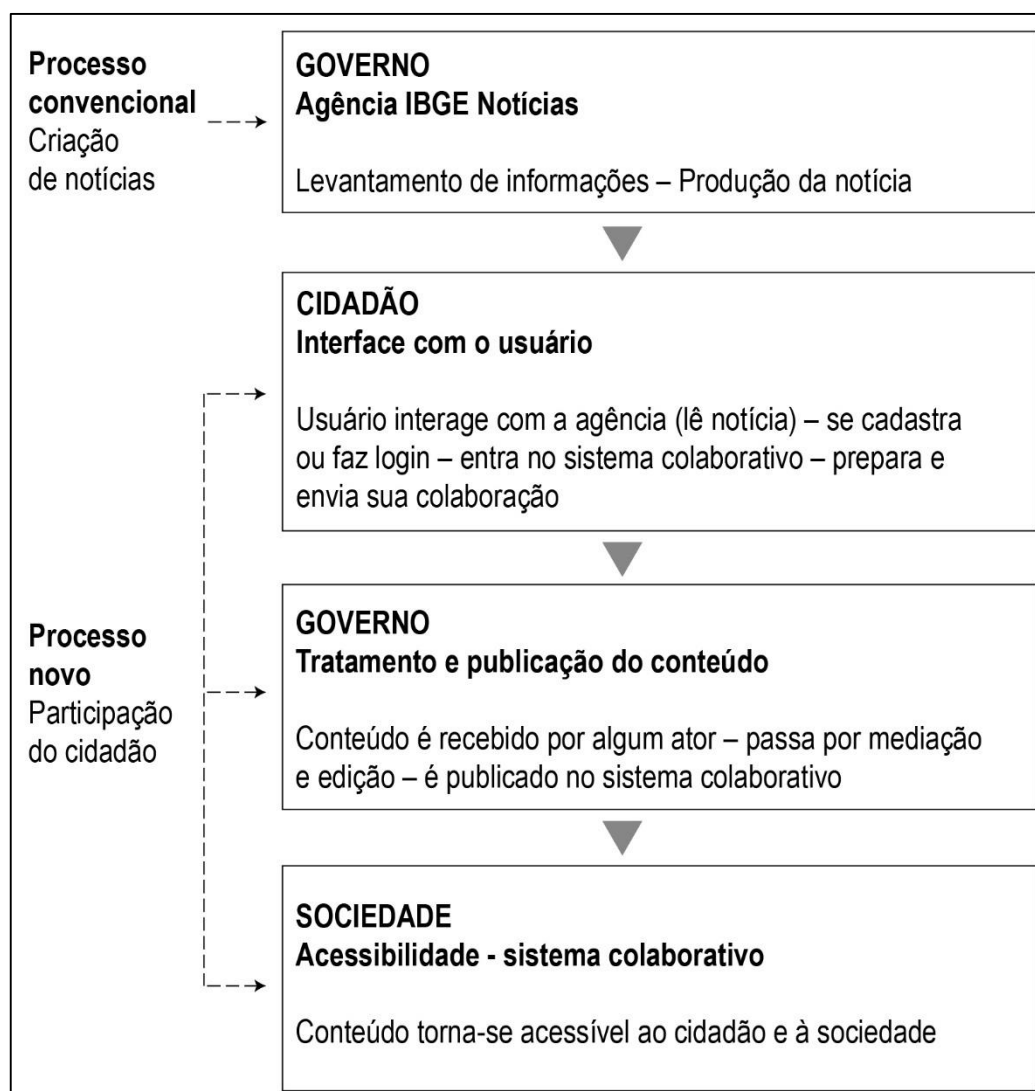 Processo
convencional
Criação
de notícias
GOVERNO
Agência IBGE Notícias
Levantamento de informações – Produção da notícia
CIDADÃO
Interface com o usuário
Usuário interage com a agência (lê notícia) – se cadastra
ou faz login – entra no sistema colaborativo – prepara e
envia sua colaboração
Processo
novo
Participação
do cidadão
GOVERNO
Tratamento e publicação do conteúdo
Conteúdo é recebido por algum ator – passa por mediação
e edição – é publicado no sistema colaborativo
SOCIEDADE
Acessibilidade - sistema colaborativo
Conteúdo torna-se acessível ao cidadão e à sociedade